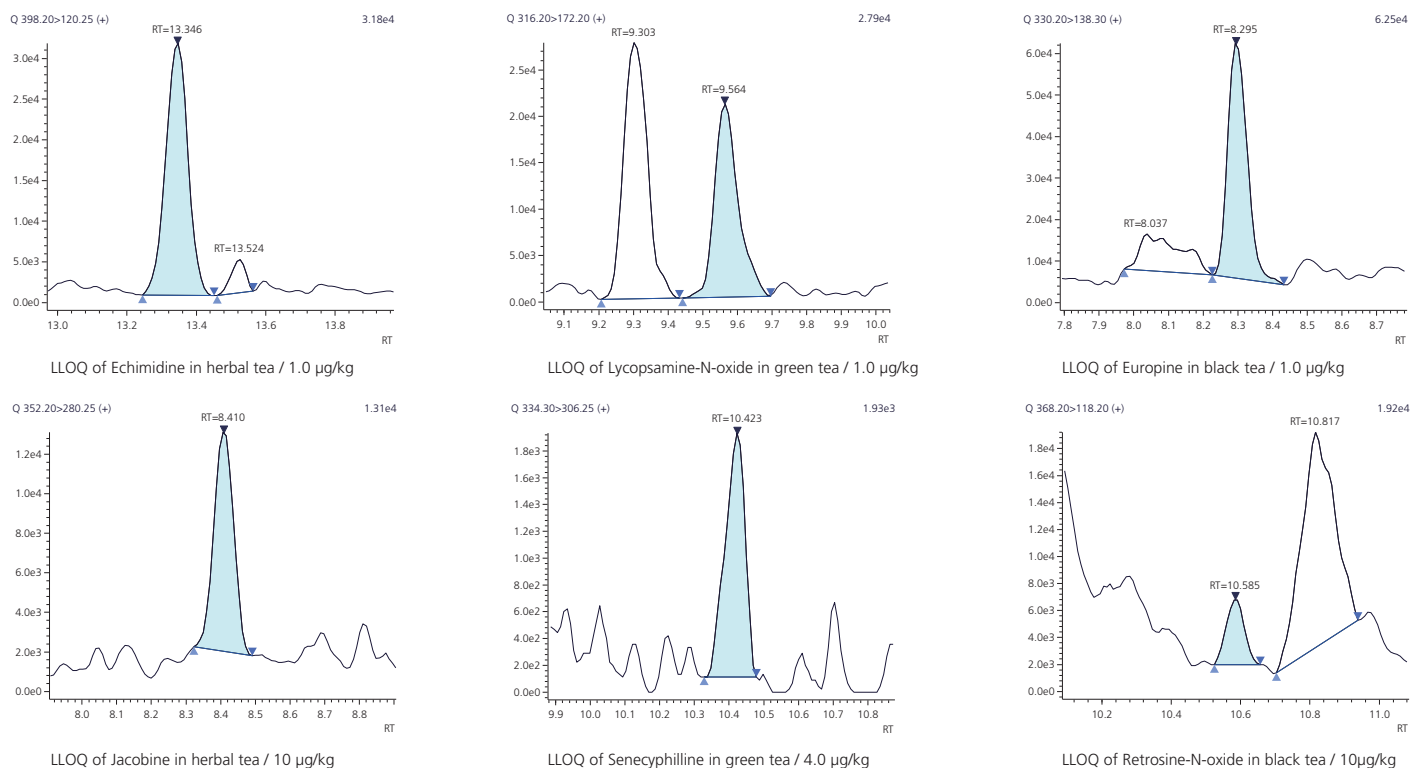 Q 398.20>120.25 (+) 3.18e4
RT=13.346
3.0e4
2.5e4
2.0e4
1.5e4
1.0e4
RT=13.524
5.0e3
0.0e0
13.0 13.2 13.4 13.6 13.8
RT
LLOQ of Echimidine in herbal tea / 1.0 µg/kg
Q 316.20>172.20 (+) 2.79e4
RT=9.303
2.5e4
RT=9.564
2.0e4
1.5e4
1.0e4
5.0e3
0.0e0
9.1 9.2 9.3 9.4 9.5 9.6 9.7 9.8 9.9 10.0
RT
LLOQ of Lycopsamine-N-oxide in green tea / 1.0 µg/kg
Q 330.20>138.30 (+) 6.25e4
RT=8.295
6.0e4
5.0e4
4.0e4
3.0e4
2.0e4
RT=8.037
1.0e4
0.0e0
7.8 7.9 8.0 8.1 8.2 8.3 8.4 8.5 8.6 8.7
RT
LLOQ of Europine in black tea / 1.0 µg/kg
Q 352.20>280.25 (+) 1.31e4
RT=8.410
1.2e4
1.0e4
8.0e3
6.0e3
4.0e3
2.0e3
0.0e0
8.0 8.1 8.2 8.3 8.4 8.5 8.6 8.7 8.8
RT
LLOQ of Jacobine in herbal tea / 10 µg/kg
Q 334.30>306.25 (+) 1.93e3
RT=10.423
1.8e3
1.6e3
1.4e3
1.2e3
1.0e3
8.0e2
6.0e2
4.0e2
2.0e2
0.0e0
9.9 10.0 10.1 10.2 10.3 10.4 10.5 10.6 10.7 10.8
RT
LLOQ of Senecyphilline in green tea / 4.0 µg/kg
Q 368.20>118.20 (+) 1.92e4
RT=10.817
1.8e4
1.6e4
1.4e4
1.2e4
1.0e4
8.0e3
RT=10.585
6.0e3
4.0e3
2.0e3
0.0e0
10.2 10.4 10.6 10.8 11.0
RT
LLOQ of Retrosine-N-oxide in black tea / 10µg/kg